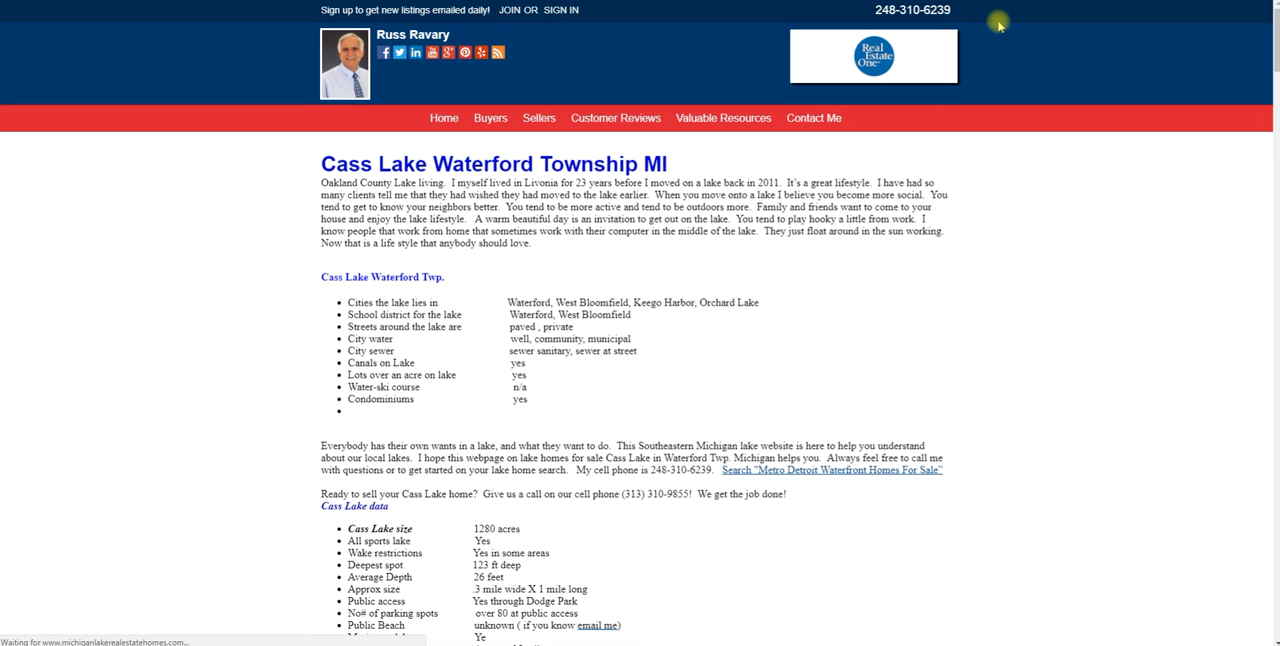 Sign up to get new listings emailed daily! JOIN OR SIGN IN
248-310-6239
Russ Ravary
Real Estate One
Home Buyers Sellers Customer Reviews Valuable Resources Contact Me
Cass Lake Waterford Township MI
Oakland County Lake living. I myself lived in Livonia for 23 years before I moved on a lake back in 2011. It's a great lifestyle. I have had so
many clients tell me that they had wished they had moved to the lake earlier. When you move onto a lake I believe you become more social. You
tend to get to know your neighbors better. You tend to be more active and tend to be outdoors more. Family and friends want to come to your
house and enjoy the lake lifestyle. A warm beautiful day is an invitation to get out on the lake. You tend to play hooky a little from work. I
know people that work from home that sometimes work with their computer in the middle of the lake. They just float around in the sun working.
Now that is a life style that anybody should love.
Cass Lake Waterford Twp.
Cities the lake lies in Waterford, West Bloomfield, Keego Harbor, Orchard Lake
School district for the lake Waterford, West Bloomfield
Streets around the lake are paved , private
City water well, community, municipal
City sewer sewer sanitary, sewer at street
Canals on Lake yes
Lots over an acre on lake yes
Water-ski course n/a
Condominiums yes
Everybody has their own wants in a lake, and what they want to do. This Southeastern Michigan lake website is here to help you understand
about our local lakes. I hope this webpage on lake homes for sale Cass Lake in Waterford Twp. Michigan helps you. Always feel free to call me
with questions or to get started on your lake home search. My cell phone is 248-310-6239. Search "Metro Detroit Waterfront Homes For Sale"
Ready to sell your Cass Lake home? Give us a call on our cell phone (313) 310-9855! We get the job done!
Cass Lake data
Cass Lake size 1280 acres
All sports lake Yes
Wake restrictions Yes in some areas
Deepest spot 123 ft deep
Average Depth 26 feet
Approx size .3 mile wide X 1 mile long
Public access Yes through Dodge Park
No# of parking spots over 80 at public access
Public Beach unknown ( if you know email me)
Ye
Waiting for www.michiganlakerealestatehomes.com...